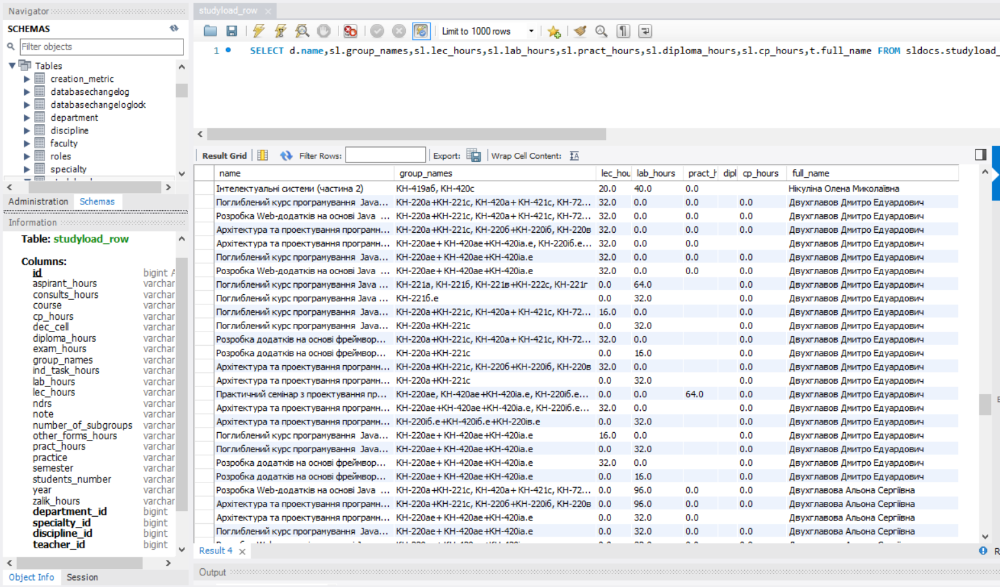 Navigator
SCHEMAS
Filter objects
Tables
creation_metric
databasechangelog
databasechangeloglock
department
discipline
faculty
roles
specialty
Administration Schemas
Information
Table: studyload_row
Columns:
id bigint A
aspirant_hours varchar
consults_hours varchar
course varchar
cp_hours varchar
dec_cell varchar
diploma_hours varchar
exam_hours varchar
group_names varchar
ind_task_hours varchar
lab_hours varchar
lec_hours varchar
ndrs varchar
note varchar
number_of_subgroups varchar
other_forms_hours varchar
pract_hours varchar
practice varchar
semester varchar
students_number varchar
year varchar
zalik_hours varchar
department_id bigint
specialty_id bigint
discipline_id bigint
teacher_id bigint
Object Info Session
studyload_row
Limit to 1000 rows
1 SELECT d.name,sl.group_names,sl.lec_hours,sl.lab_hours,sl.pract_hours,sl.diploma_hours,sl.cp_hours,t.full_name FROM sldocs.studyload_
Result Grid Filter Rows: Export: Wrap Cell Content:
name group_names lec_hou lab_hours pract_h dipl cp_hours full_name
Інтелектуальні системи (частина 2) КН-419аб, КН-420с 20.0 40.0 0.0 Нікуліна Олена Миколаївна
Поглиблений курс програмування Java... КН-220а+КН-221с, КН-420а+ КН-421с, КН-72... 32.0 0.0 0.0 0.0 Двухглавов Дмитро Едуардович
Розробка Web-додатків на основі Java ... КН-220а+КН-221с, КН-420а+ КН-421с, КН-72... 32.0 0.0 0.0 0.0 Двухглавов Дмитро Едуардович
Архітектура та проектування програмн... КН-220а+КН-221с, КН-220б+КН-220іб, КН-220в 32.0 0.0 0.0 0.0 Двухглавов Дмитро Едуардович
Архітектура та проектування програмн... КН-220ае+ КН-420ае+КН-420іа.е, КН-220іб.е... 32.0 0.0 0.0 Двухглавов Дмитро Едуардович
Поглиблений курс програмування Java... КН-220ае+ КН-420ае+КН-420іа.е 32.0 0.0 0.0 0.0 Двухглавов Дмитро Едуардович
Розробка Web-додатків на основі Java ... КН-220ае+ КН-420ае+КН-420іа.е 32.0 0.0 0.0 0.0 Двухглавов Дмитро Едуардович
Поглиблений курс програмування Java ... КН-221а, КН-221б, КН-221в+КН-222с, КН-221г 0.0 64.0 0.0 Двухглавов Дмитро Едуардович
Поглиблений курс програмування Java ... КН-221б.е 0.0 32.0 0.0 Двухглавов Дмитро Едуардович
Поглиблений курс програмування Java... КН-220а+КН-221с, КН-420а+ КН-421с, КН-72... 16.0 0.0 0.0 Двухглавов Дмитро Едуардович
Поглиблений курс програмування Java... КН-220а+КН-221с 0.0 32.0 0.0 Двухглавов Дмитро Едуардович
Розробка додатків на основі фреймвор... КН-220а+КН-221с, КН-420а+ КН-421с, КН-72... 32.0 0.0 0.0 Двухглавов Дмитро Едуардович
Розробка додатків на основі фреймвор... КН-220а+КН-221с 0.0 16.0 0.0 Двухглавов Дмитро Едуардович
Архітектура та проектування програмн... КН-220а+КН-221с, КН-220б+КН-220іб, КН-220в 32.0 0.0 0.0 Двухглавов Дмитро Едуардович
Архітектура та проектування програмн... КН-220а+КН-221с 0.0 32.0 0.0 Двухглавов Дмитро Едуардович
Практичний семінар з проектування пр... КН-220ае, КН-420ае+КН-420іа.е, КН-220іб.е... 0.0 0.0 64.0 0.0 Двухглавов Дмитро Едуардович
Архітектура та проектування програмн... КН-220ае+КН-420ае+КН-420іа.е, КН-220іб.е... 32.0 0.0 0.0 Двухглавов Дмитро Едуардович
Архітектура та проектування програмн... КН-220іб.е+КН-420іб.е+КН-220ів.е 0.0 32.0 0.0 Двухглавов Дмитро Едуардович
Поглиблений курс програмування Java... КН-220ае+ КН-420ае+КН-420іа.е 16.0 0.0 0.0 Двухглавов Дмитро Едуардович
Поглиблений курс програмування Java... КН-220ае+ КН-420ае+КН-420іа.е 0.0 32.0 0.0 Двухглавов Дмитро Едуардович
Розробка додатків на основі фреймвор... КН-220ае+ КН-420ае+КН-420іа.е 32.0 0.0 0.0 Двухглавов Дмитро Едуардович
Розробка додатків на основі фреймвор... КН-220ае+ КН-420ае+КН-420іа.е 0.0 16.0 0.0 Двухглавов Дмитро Едуардович
Розробка Web-додатків на основі Java ... КН-220а+КН-221с, КН-420а+ КН-421с, КН-72... 0.0 96.0 0.0 0.0 Двухглавова Альона Сергіївна
Архітектура та проектування програмн... КН-220а+КН-221с, КН-220б+КН-220іб, КН-220в 0.0 96.0 0.0 0.0 Двухглавова Альона Сергіївна
Архітектура та проектування програмн... КН-220ае+ КН-420ае+КН-420іа.е 0.0 32.0 0.0 Двухглавова Альона Сергіївна
Поглиблений курс програмування Java... КН-220ае+ КН-420ае+КН-420іа.е 0.0 32.0 0.0 0.0 Двухглавова Альона Сергіївна
Result 4
Output